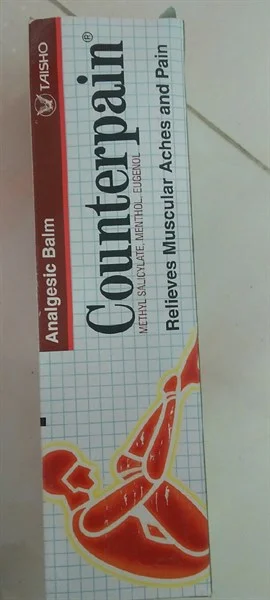 TAISHO
Analgesic Balm
Counterpain®
METHYL SALICYLATE, MENTHOL, EUGENOL
Relieves Muscular Aches and Pain